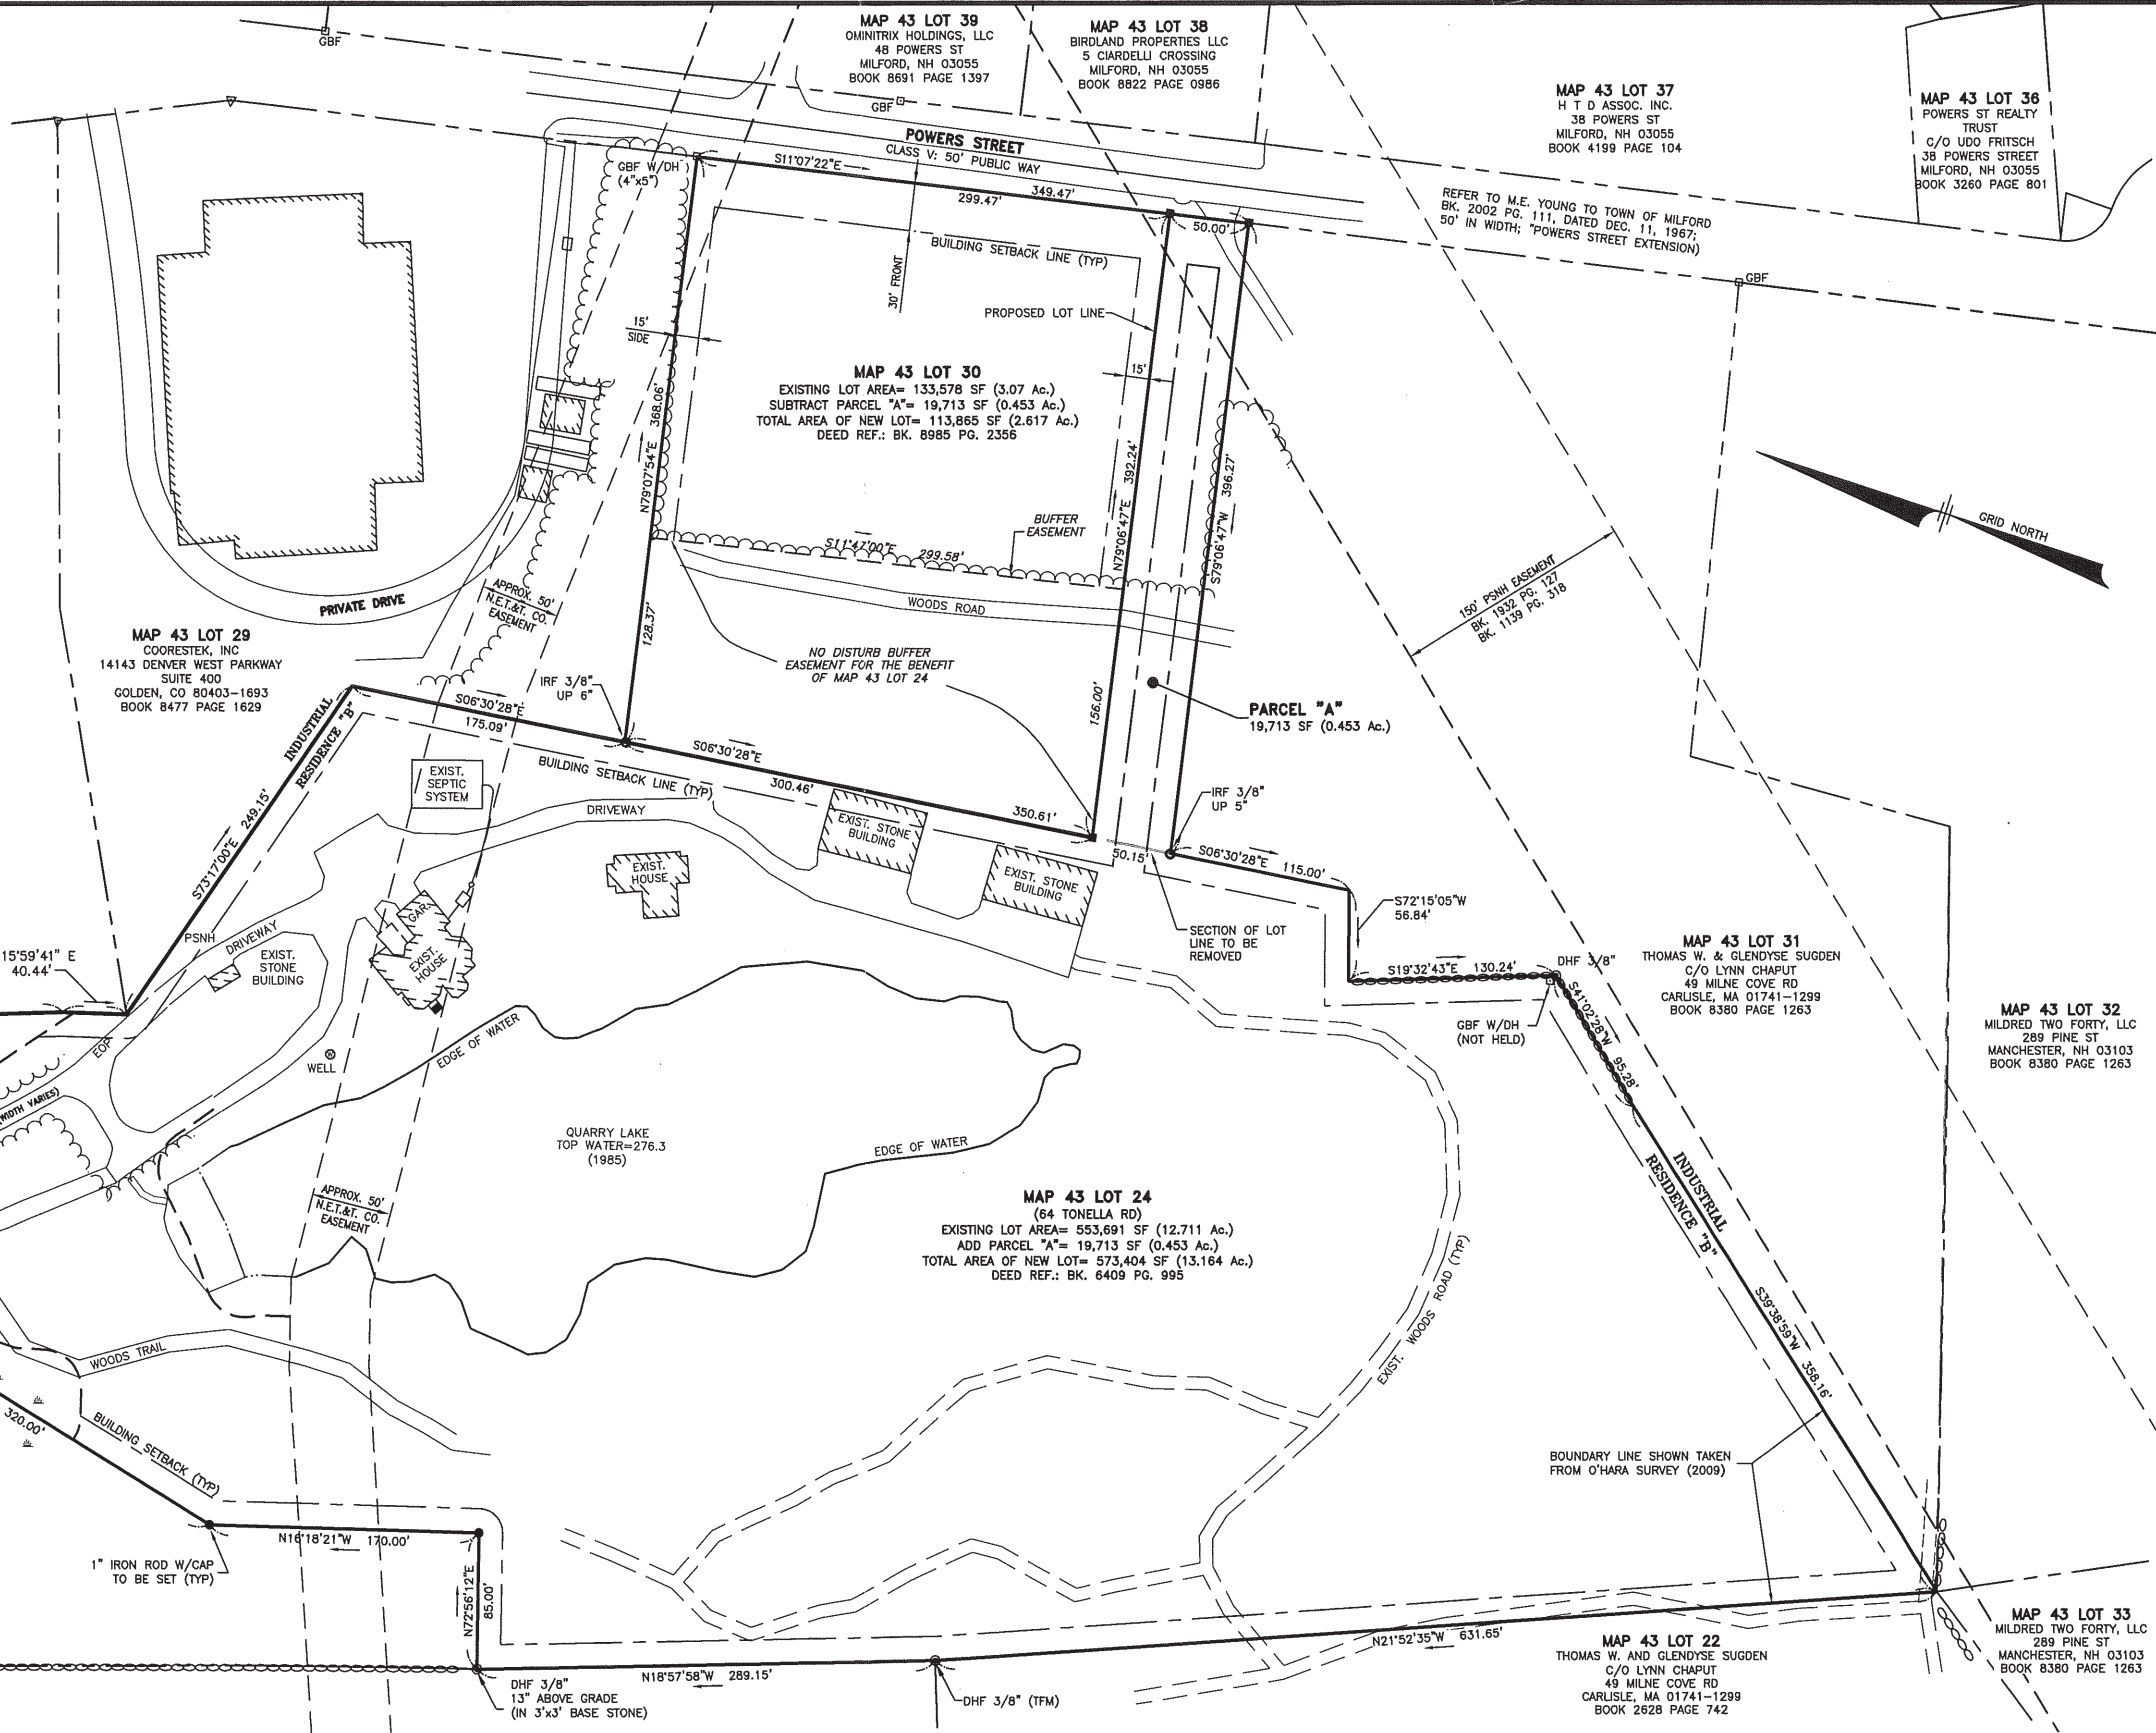 MAP 43 LOT 39
OMINITRIX HOLDINGS, LLC
48 POWERS ST
MILFORD, NH 03055
BOOK 8691 PAGE 1397
MAP 43 LOT 38
BIRDLAND PROPERTIES LLC
5 CIARDELLI CROSSING
MILFORD, NH 03055
BOOK 8822 PAGE 0986
MAP 43 LOT 37
H T D ASSOC. INC.
38 POWERS ST
MILFORD, NH 03055
BOOK 4199 PAGE 104
MAP 43 LOT 36
POWERS ST REALTY
TRUST
C/O UDO FRITSCH
38 POWERS STREET
MILFORD, NH 03055
BOOK 3260 PAGE 801
GBF
GBF
POWERS STREET
CLASS V: 50' PUBLIC WAY
GBF W/DH
(4"x5")
S11°07'22"E
349.47'
299.47'
50.00'
REFER TO M.E. YOUNG TO TOWN OF MILFORD
BK. 2002 PG. 111, DATED DEC. 11, 1967;
50' IN WIDTH; "POWERS STREET EXTENSION)
GBF
BUILDING SETBACK LINE (TYP)
30' FRONT
PROPOSED LOT LINE
15'
SIDE
15'
MAP 43 LOT 30
EXISTING LOT AREA= 133,578 SF (3.07 Ac.)
SUBTRACT PARCEL "A"= 19,713 SF (0.453 Ac.)
TOTAL AREA OF NEW LOT= 113,865 SF (2.617 Ac.)
DEED REF.: BK. 8985 PG. 2356
N79°07'54"E 368.06'
N79°06'47"E 392.24'
S79°06'47"W 396.27'
BUFFER
EASEMENT
S11°47'00"E 299.58'
GRID NORTH
WOODS ROAD
PRIVATE DRIVE
APPROX. 50'
N.E.T.&T. CO.
EASEMENT
128.37'
150' PSNH EASEMENT
BK. 1932 PG. 127
BK. 1139 PG. 318
MAP 43 LOT 29
COORESTEK, INC
14143 DENVER WEST PARKWAY
SUITE 400
GOLDEN, CO 80403-1693
BOOK 8477 PAGE 1629
NO DISTURB BUFFER
EASEMENT FOR THE BENEFIT
OF MAP 43 LOT 24
IRF 3/8"
UP 6"
156.00'
PARCEL "A"
19,713 SF (0.453 Ac.)
INDUSTRIAL
RESIDENCE "B"
S06°30'28"E
175.09'
S06°30'28"E
300.46'
350.61'
BUILDING SETBACK LINE (TYP)
EXIST.
SEPTIC
SYSTEM
DRIVEWAY
S73°17'00"E 249.15'
EXIST. STONE
BUILDING
EXIST. STONE
BUILDING
EXIST.
HOUSE
IRF 3/8"
UP 5"
50.15'
S06°30'28"E 115.00'
S72°15'05"W
56.84'
SECTION OF LOT
LINE TO BE
REMOVED
S19°32'43"E 130.24'
DHF 3/8"
GBF W/DH
(NOT HELD)
S41°02'28"W 95.28'
MAP 43 LOT 31
THOMAS W. & GLENDYSE SUGDEN
C/O LYNN CHAPUT
49 MILNE COVE RD
CARLISLE, MA 01741-1299
BOOK 8380 PAGE 1263
MAP 43 LOT 32
MILDRED TWO FORTY, LLC
289 PINE ST
MANCHESTER, NH 03103
BOOK 8380 PAGE 1263
15°59'41" E
40.44'
PSNH
DRIVEWAY
EXIST.
STONE
BUILDING
GAR.
EXIST.
HOUSE
EOP
WELL
EDGE OF WATER
(WIDTH VARIES)
QUARRY LAKE
TOP WATER=276.3
(1985)
EDGE OF WATER
APPROX. 50'
N.E.T.&T. CO.
EASEMENT
MAP 43 LOT 24
(64 TONELLA RD)
EXISTING LOT AREA= 553,691 SF (12.711 Ac.)
ADD PARCEL "A"= 19,713 SF (0.453 Ac.)
TOTAL AREA OF NEW LOT= 573,404 SF (13.164 Ac.)
DEED REF.: BK. 6409 PG. 995
INDUSTRIAL
RESIDENCE "B"
S39°38'59"W 358.16'
EXIST. WOODS ROAD (TYP)
WOODS TRAIL
320.00'
BUILDING SETBACK (TYP)
BOUNDARY LINE SHOWN TAKEN
FROM O'HARA SURVEY (2009)
N16°18'21"W 170.00'
1" IRON ROD W/CAP
TO BE SET (TYP)
N72°56'12"E
85.00'
N18°57'58"W 289.15'
DHF 3/8"
13" ABOVE GRADE
(IN 3'x3' BASE STONE)
DHF 3/8" (TFM)
N21°52'35"W 631.65'
MAP 43 LOT 22
THOMAS W. AND GLENDYSE SUGDEN
C/O LYNN CHAPUT
49 MILNE COVE RD
CARLISLE, MA 01741-1299
BOOK 2628 PAGE 742
MAP 43 LOT 33
MILDRED TWO FORTY, LLC
289 PINE ST
MANCHESTER, NH 03103
BOOK 8380 PAGE 1263